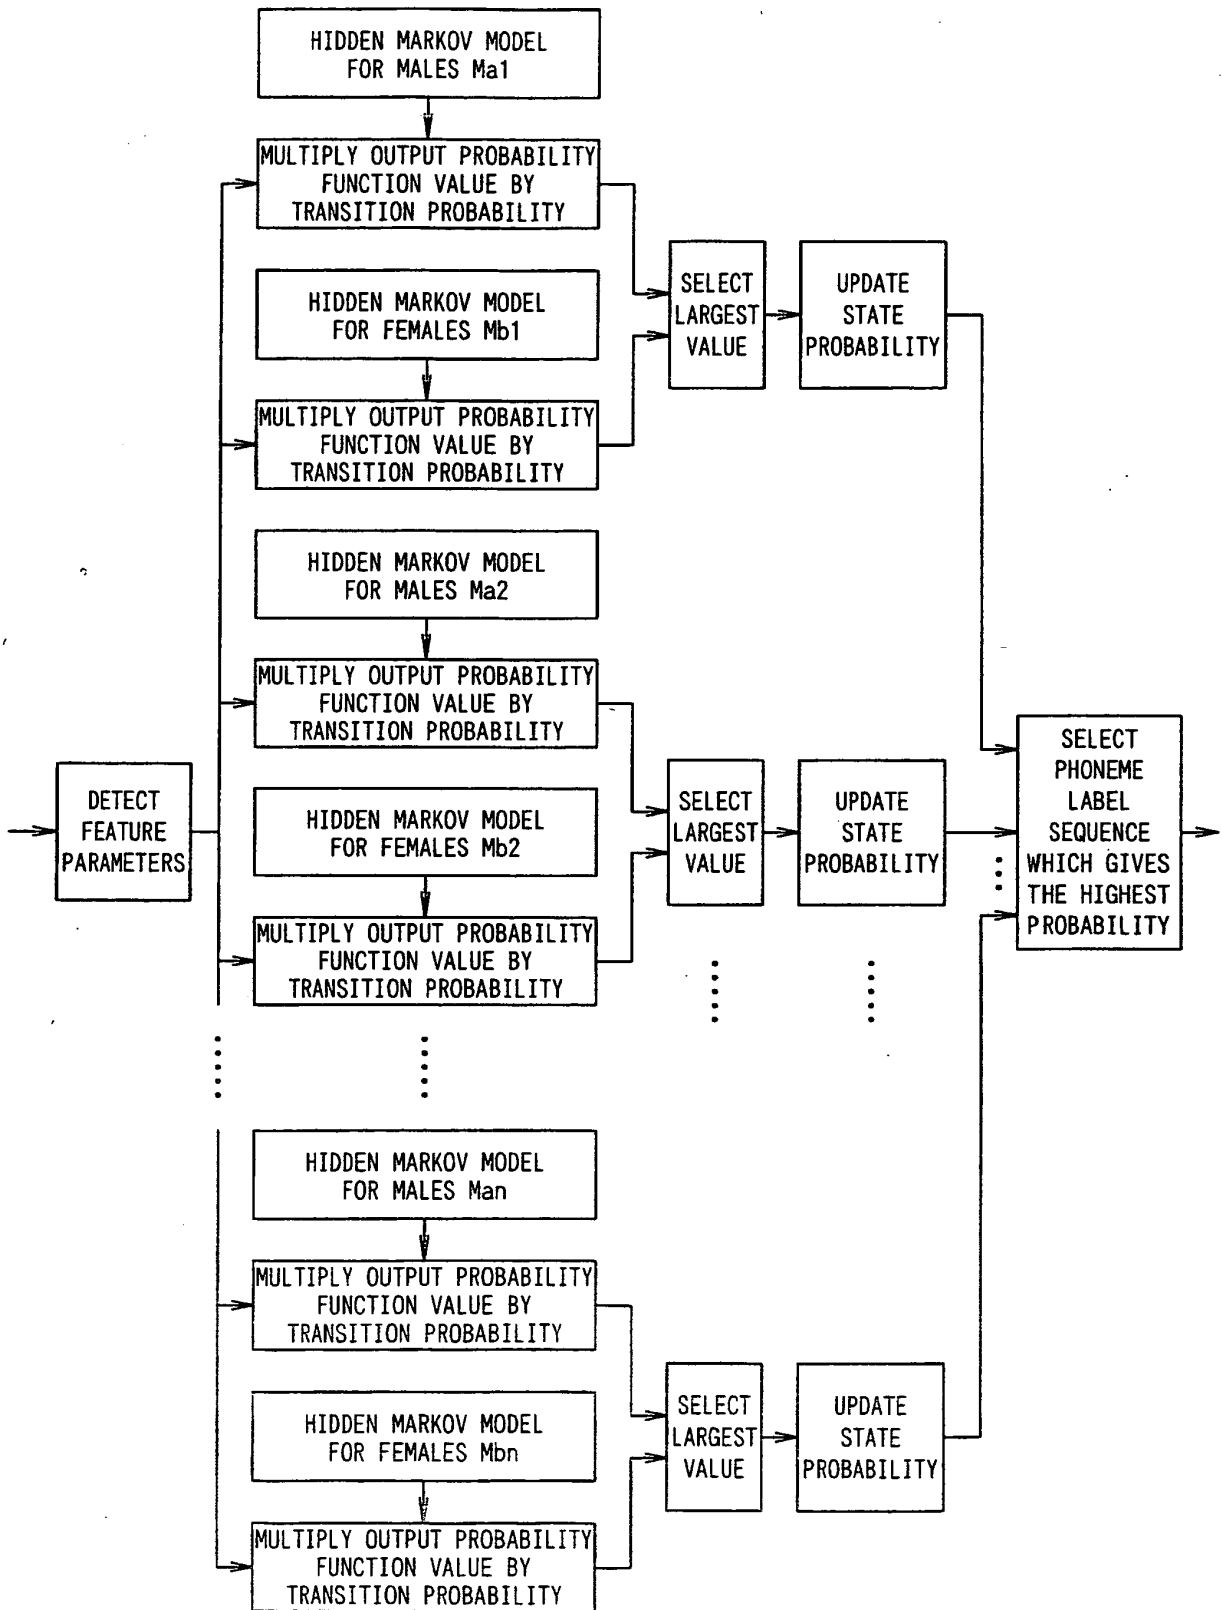 HIDDEN MARKOV MODEL
FOR MALES Ma1
MULTIPLY OUTPUT PROBABILITY
FUNCTION VALUE BY
TRANSITION PROBABILITY
HIDDEN MARKOV MODEL
FOR FEMALES Mb1
MULTIPLY OUTPUT PROBABILITY
FUNCTION VALUE BY
TRANSITION PROBABILITY
SELECT
LARGEST
VALUE
UPDATE
STATE
PROBABILITY
HIDDEN MARKOV MODEL
FOR MALES Ma2
MULTIPLY OUTPUT PROBABILITY
FUNCTION VALUE BY
TRANSITION PROBABILITY
DETECT
FEATURE
PARAMETERS
HIDDEN MARKOV MODEL
FOR FEMALES Mb2
MULTIPLY OUTPUT PROBABILITY
FUNCTION VALUE BY
TRANSITION PROBABILITY
SELECT
LARGEST
VALUE
UPDATE
STATE
PROBABILITY
SELECT
PHONEME
LABEL
SEQUENCE
WHICH GIVES
THE HIGHEST
PROBABILITY
HIDDEN MARKOV MODEL
FOR MALES Man
MULTIPLY OUTPUT PROBABILITY
FUNCTION VALUE BY
TRANSITION PROBABILITY
HIDDEN MARKOV MODEL
FOR FEMALES Mbn
MULTIPLY OUTPUT PROBABILITY
FUNCTION VALUE BY
TRANSITION PROBABILITY
SELECT
LARGEST
VALUE
UPDATE
STATE
PROBABILITY